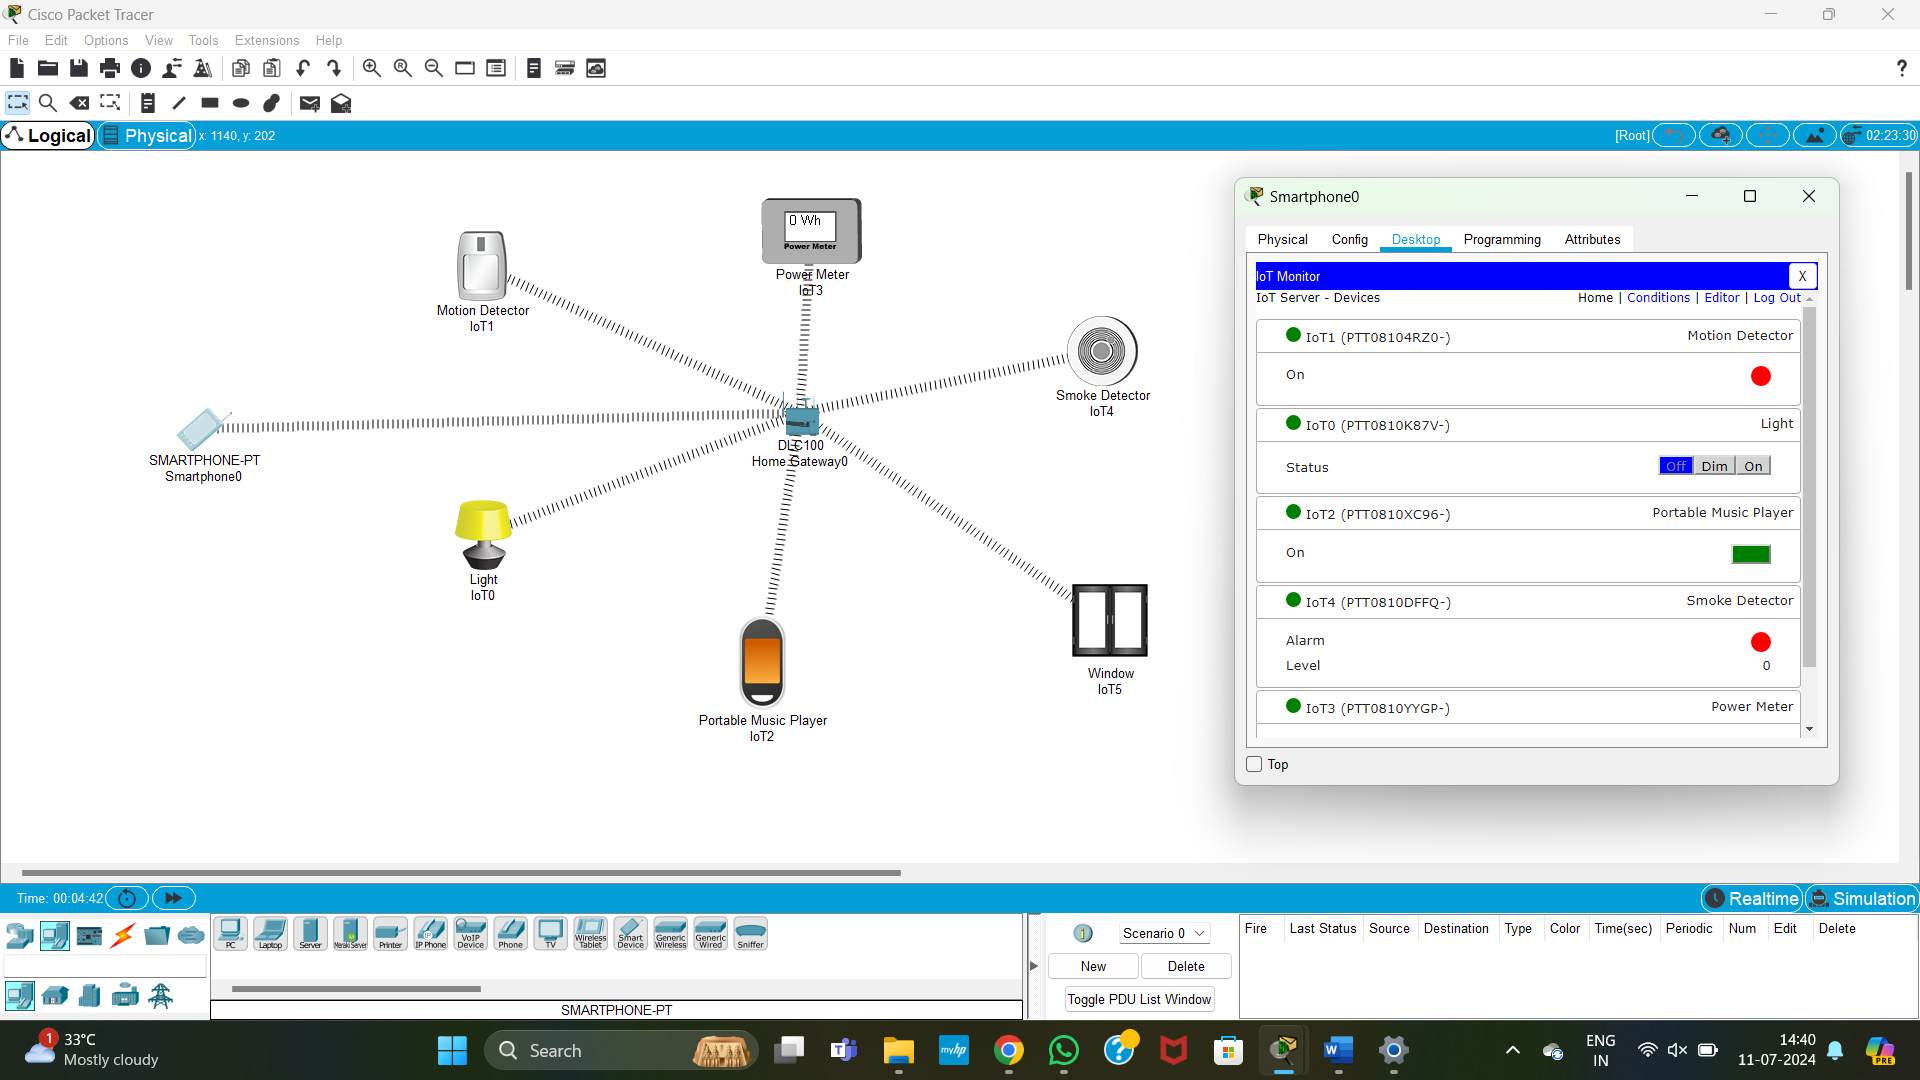 Cisco Packet Tracer
File Edit Options View Tools Extensions Help
?
Logical Physical x: 1140, y: 202 [Root] 02:23:30
0 Wh
Power Meter
Power Meter
IoT3
Motion Detector
IoT1
Smoke Detector
IoT4
SMARTPHONE-PT
Smartphone0
DLC100
Home Gateway0
Light
IoT0
Portable Music Player
IoT2
Window
IoT5
Smartphone0
Physical Config Desktop Programming Attributes
IoT Monitor X
IoT Server - Devices Home | Conditions | Editor | Log Out
IoT1 (PTT08104RZ0-) Motion Detector
On
IoT0 (PTT0810K87V-) Light
Status Off Dim On
IoT2 (PTT0810XC96-) Portable Music Player
On
IoT4 (PTT0810DFFQ-) Smoke Detector
Alarm
Level 0
IoT3 (PTT0810YYGP-) Power Meter
Top
Time: 00:04:42 Realtime Simulation
PC Laptop Server Meraki Server Printer IP Phone VoIP Device Phone TV Wireless Tablet Smart Device Generic Wireless Generic Wired Sniffer
SMARTPHONE-PT
1 Scenario 0
New Delete
Toggle PDU List Window
Fire Last Status Source Destination Type Color Time(sec) Periodic Num Edit Delete
1 33°C
Mostly cloudy
Search
myhp
ENG
IN
14:40
11-07-2024
PRE